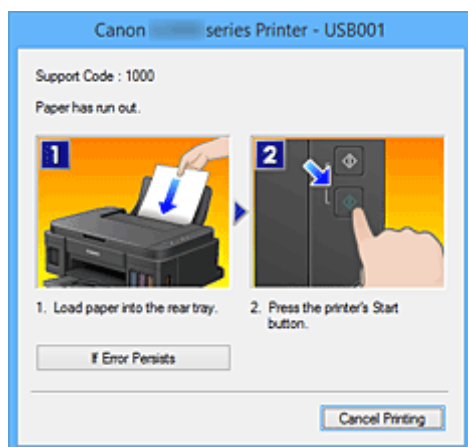 Canon series Printer - USB001
Support Code : 1000
Paper has run out.
1
2
1. Load paper into the rear tray.
2. Press the printer's Start
button.
If Error Persists
Cancel Printing